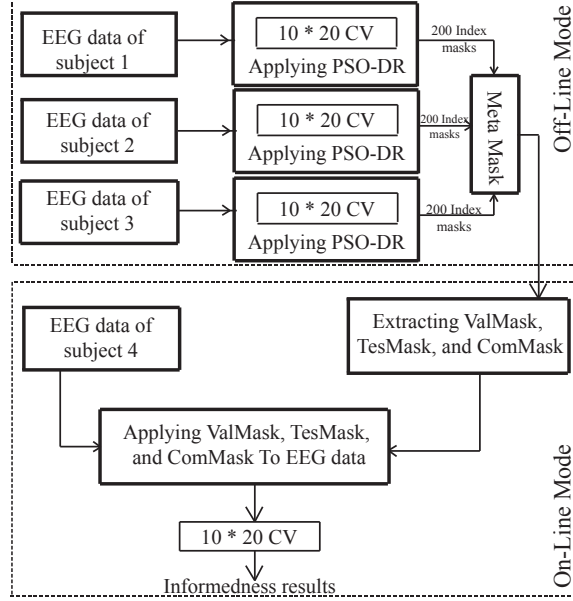 EEG data of
subject 1
10 * 20 CV
Applying PSO-DR
200 Index
masks
EEG data of
subject 2
10 * 20 CV
Applying PSO-DR
200 Index
masks
EEG data of
subject 3
10 * 20 CV
Applying PSO-DR
200 Index
masks
Meta Mask
Off-Line Mode
EEG data of
subject 4
Extracting ValMask,
TesMask, and ComMask
Applying ValMask, TesMask,
and ComMask To EEG data
10 * 20 CV
Informedness results
On-Line Mode